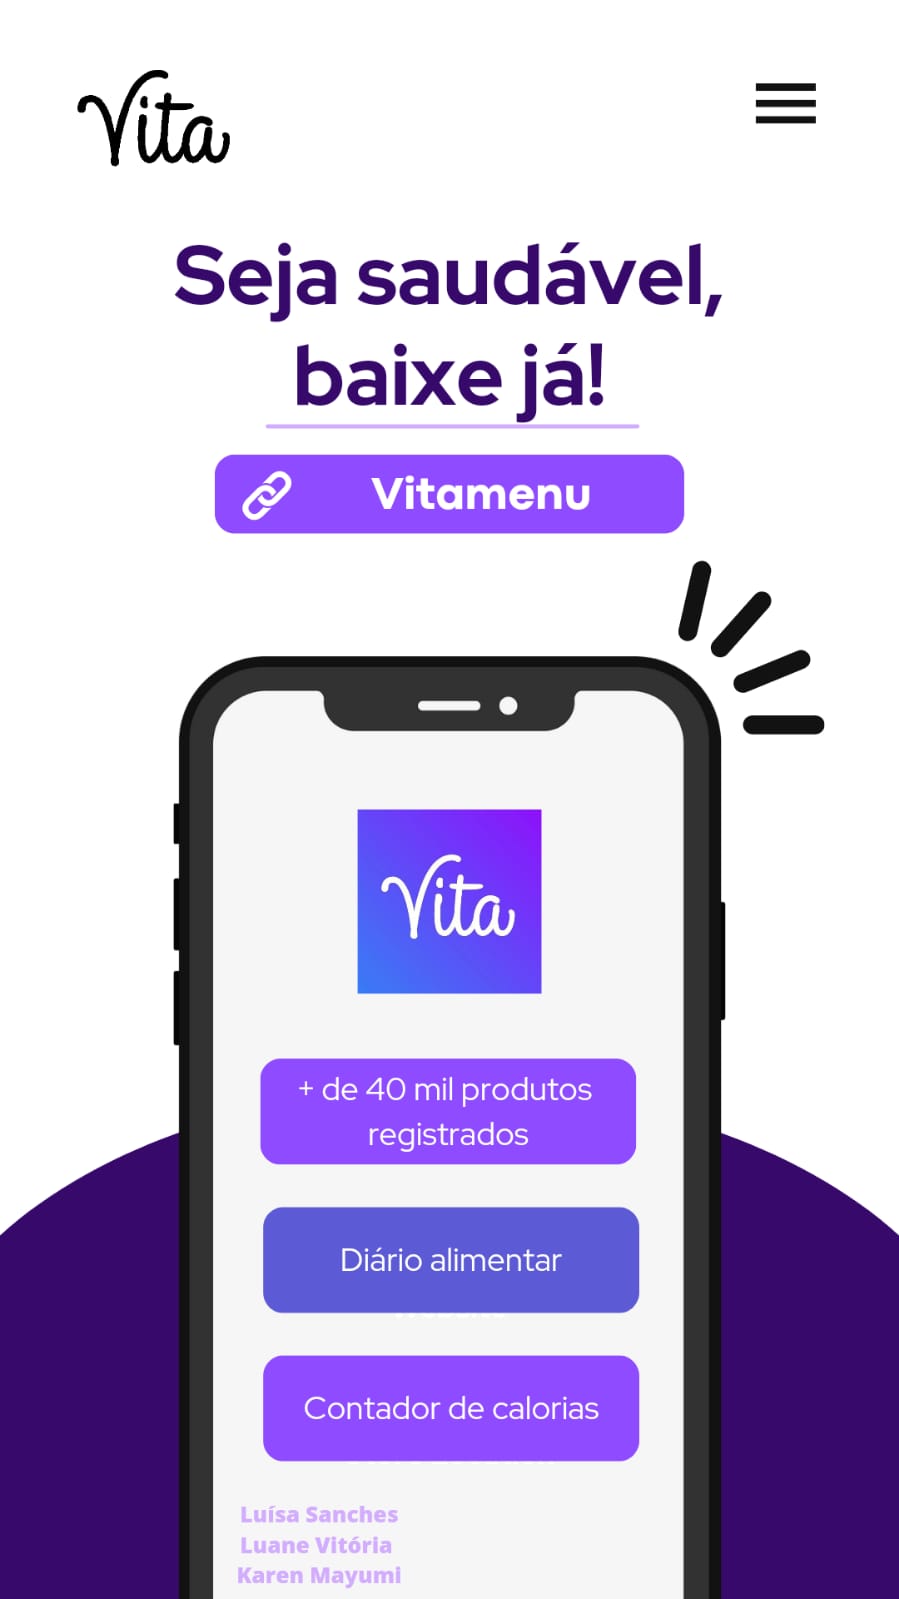 Vita
Seja saudável,
baixe já!
Vitamenu
Vita
+ de 40 mil produtos
registrados
Diário alimentar
Contador de calorias
Luísa Sanches
Luane Vitória
Karen Mayumi